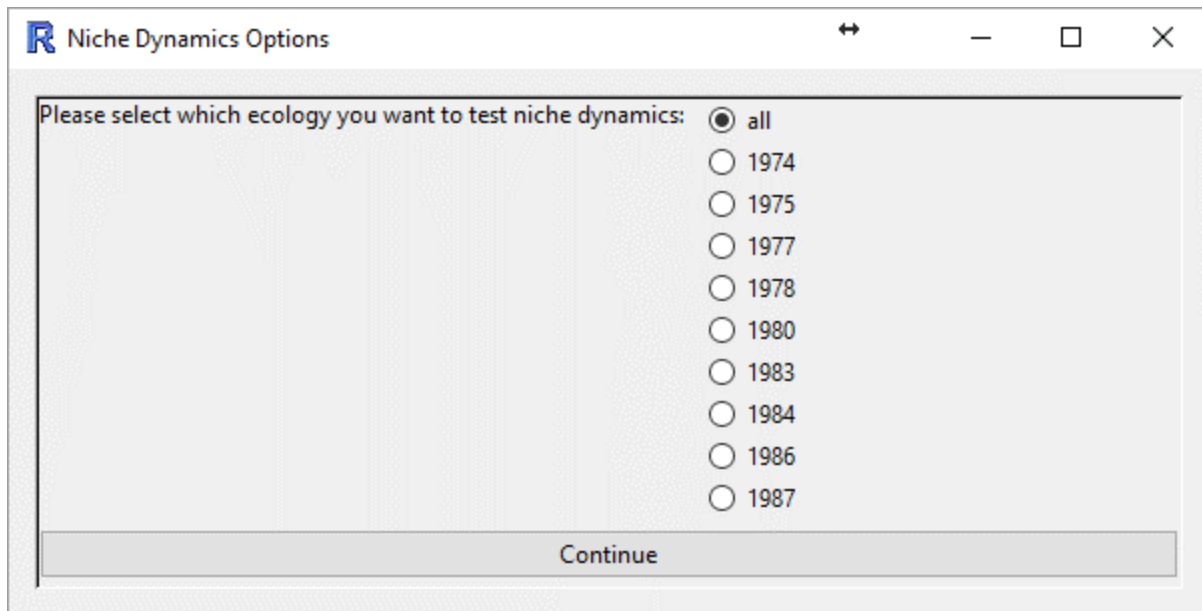 Niche Dynamics Options
Please select which ecology you want to test niche dynamics:
all
1974
1975
1977
1978
1980
1983
1984
1986
1987
Continue